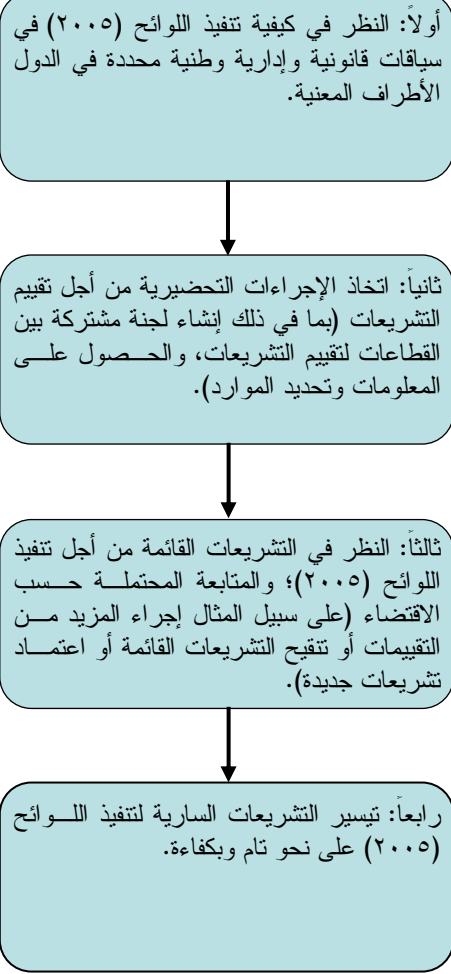 أولاً: النظر في كيفية تنفيذ اللوائح (٢٠٠٥) في
سياقات قانونية وإدارية وطنية محددة في الدول
الأطراف المعنية.
ثانياً: اتخاذ الإجراءات التحضيرية من أجل تقييم
التشريعات (بما في ذلك إنشاء لجنة مشتركة بين
القطاعات لتقييم التشريعات، والحصول على
المعلومات وتحديد الموارد).
ثالثاً: النظر في التشريعات القائمة من أجل تنفيذ
اللوائح (٢٠٠٥)؛ والمتابعة المحتملة حسب
الاقتضاء (على سبيل المثال إجراء المزيد من
التقييمات أو تنقيح التشريعات القائمة أو اعتماد
تشريعات جديدة).
رابعاً: تيسير التشريعات السارية لتنفيذ اللوائح
(٢٠٠٥) على نحو تام وبكفاءة.